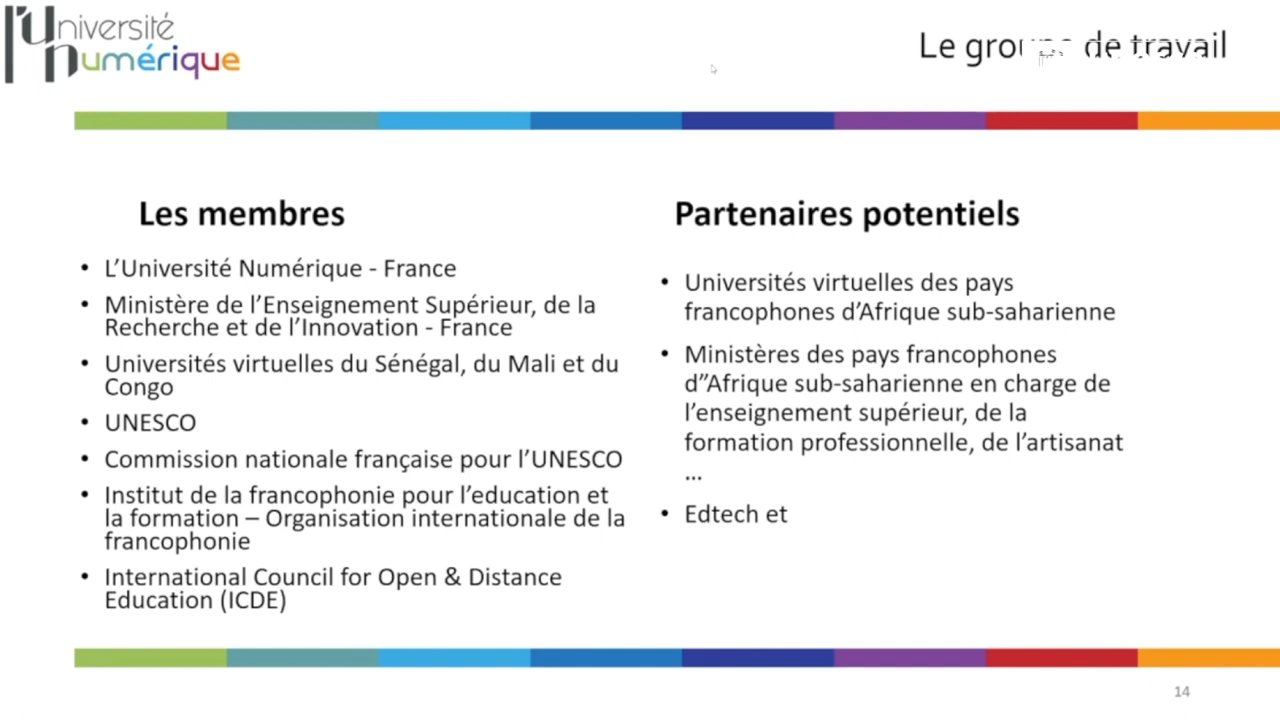 l'Université
numérique
Le groupe de travail
Les membres
• L'Université Numérique - France
• Ministère de l'Enseignement Supérieur, de la
Recherche et de l'Innovation - France
• Universités virtuelles du Sénégal, du Mali et du
Congo
• UNESCO
• Commission nationale française pour l'UNESCO
• Institut de la francophonie pour l'education et
la formation – Organisation internationale de la
francophonie
• International Council for Open & Distance
Education (ICDE)
Partenaires potentiels
• Universités virtuelles des pays
francophones d'Afrique sub-saharienne
• Ministères des pays francophones
d’’Afrique sub-saharienne en charge de
l'enseignement supérieur, de la
formation professionnelle, de l'artisanat
...
• Edtech et
14